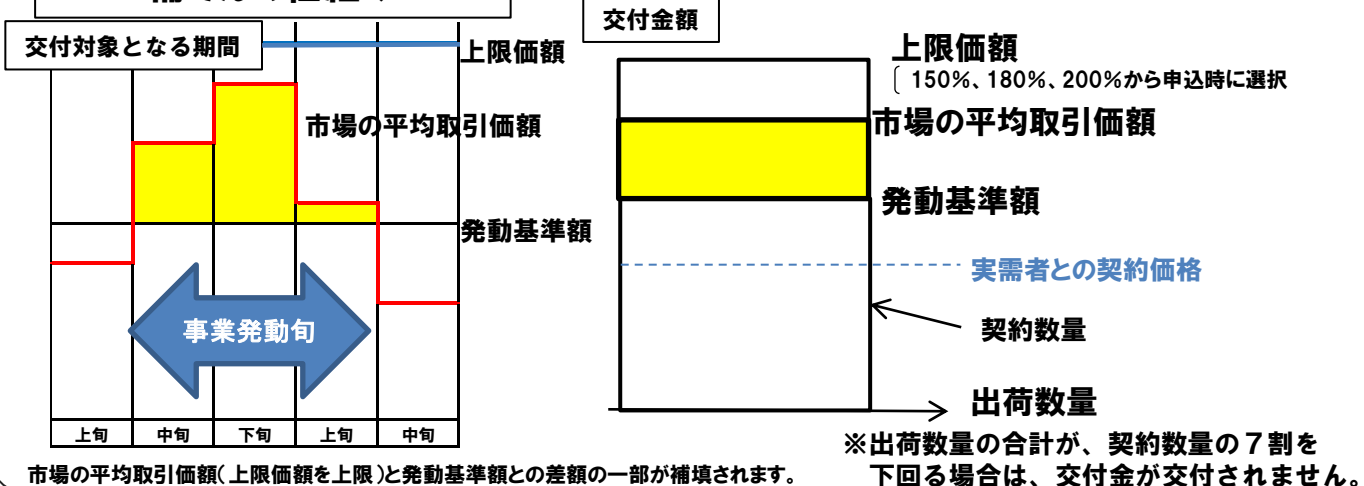 交付対象となる期間
上限価額
市場の平均取引価額
発動基準額
事業発動旬
上旬 中旬 下旬 上旬 中旬
市場の平均取引価額(上限価額を上限)と発動基準額との差額の一部が補填されます。
交付金額
上限価額
150%、180%、200%から申込時に選択
市場の平均取引価額
発動基準額
実需者との契約価格
契約数量
出荷数量
※出荷数量の合計が、契約数量の7割を
下回る場合は、交付金が交付されません。